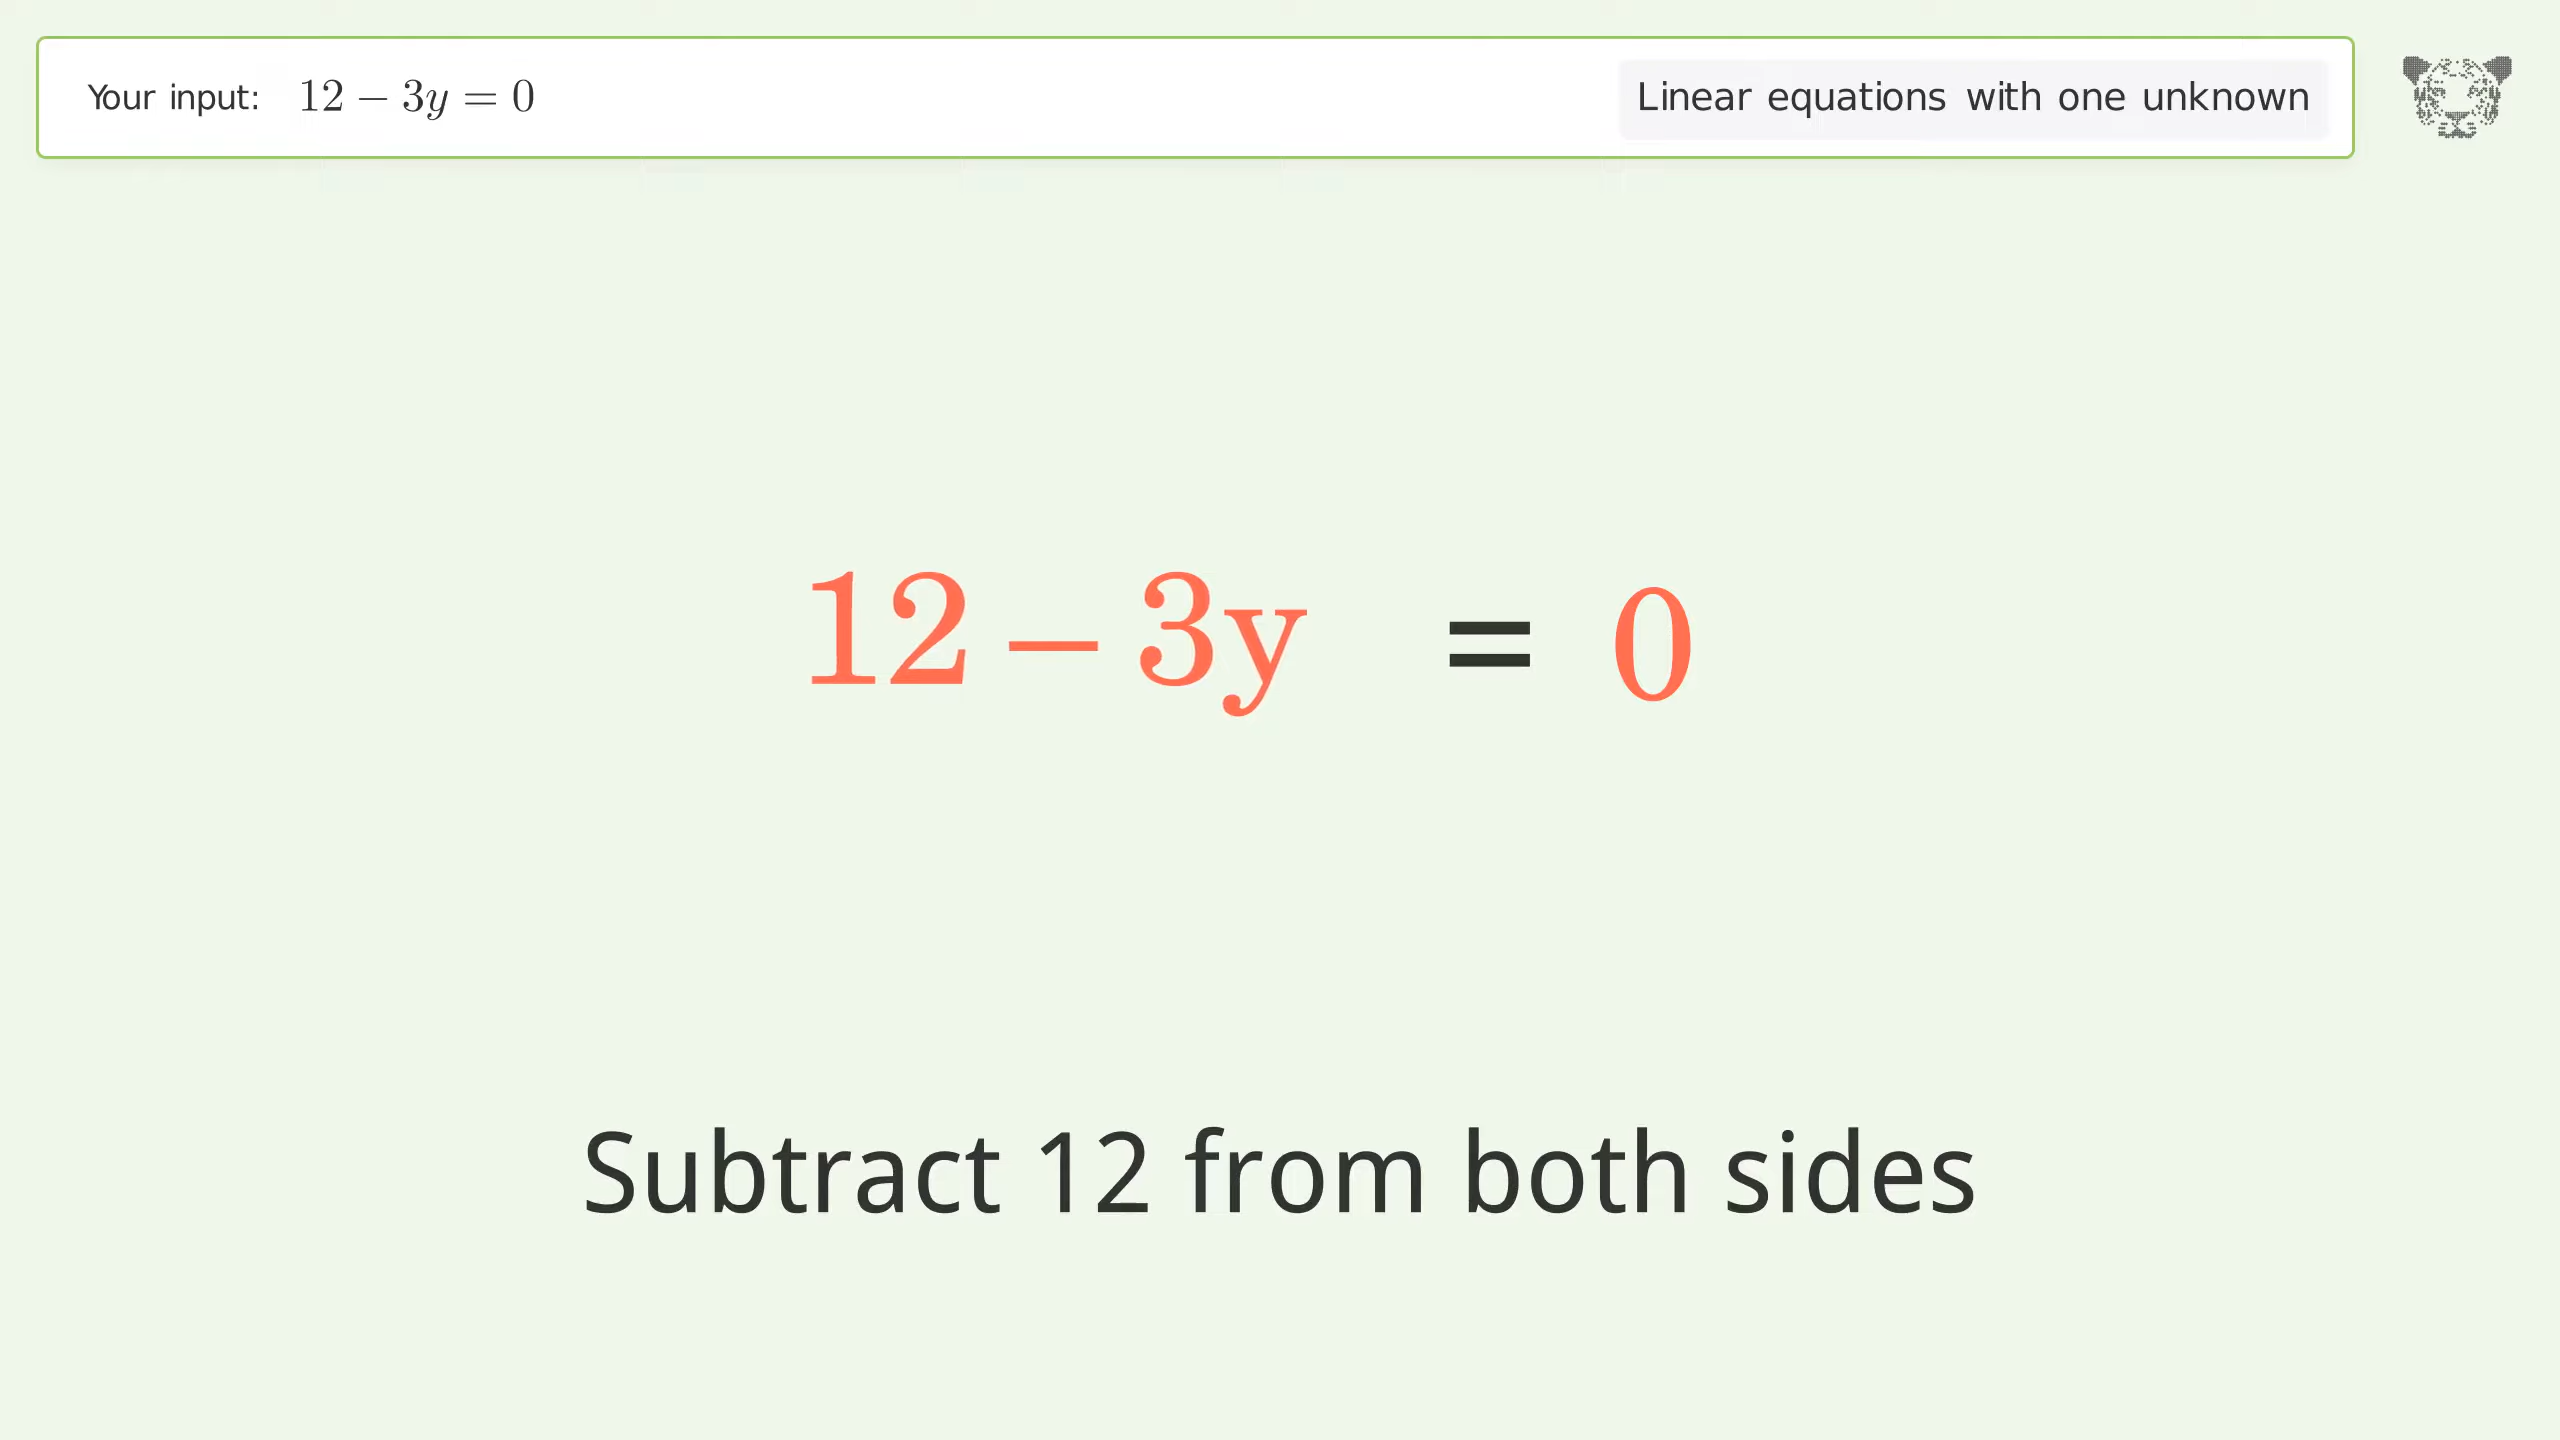 Your input: 12 − 3y = 0
Linear equations with one unknown
12 − 3y = 0
Subtract 12 from both sides